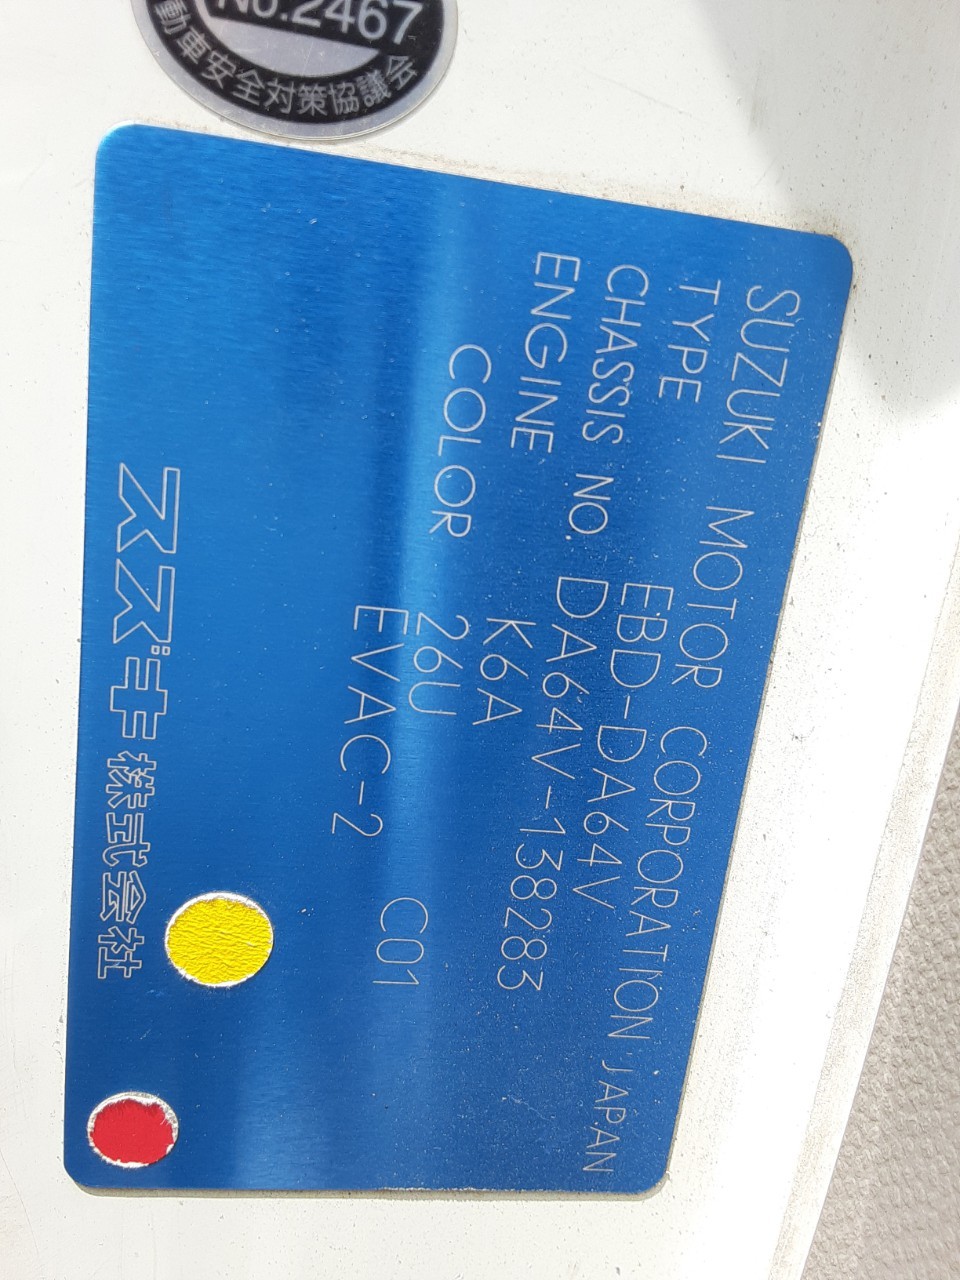 No.2467
動車安全対策協議会
SUZUKI MOTOR CORPORATION JAPAN
TYPE EBD-DA64V
CHASSIS NO. DA64V-138283
ENGINE K6A
COLOR 26U C01
EVAC-2
スズキ株式会社